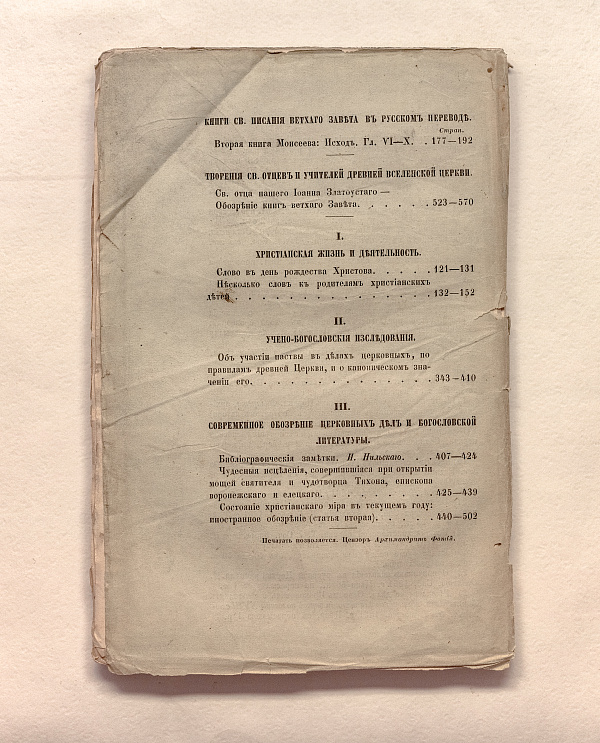 КНИГИ СВ. ПИСАНІЯ ВЕТХАГО ЗАВѢТА ВЪ РУССКОМЪ ПЕРЕВОДѢ.
Стран.
Вторая книга Моисеева: Исходъ. Гл. VI—X. . 177—192
ТВОРЕНІЯ СВ. ОТЦЕВЪ И УЧИТЕЛЕЙ ДРЕВНЕЙ ВСЕЛЕНСКОЙ ЦЕРКВИ.
Св. отца нашего Іоанна Златоустаго —
Обозрѣніе книгъ ветхаго Завѣта. . . . . . 523—570
I.
ХРИСТІАНСКАЯ ЖИЗНЬ И ДѢЯТЕЛЬНОСТЬ.
Слово въ день рождества Христова. . . . . 121—131
Нѣсколько словъ къ родителямъ христіанскихъ
дѣтей . . . . . . . . . . . . . . . 132—152
II.
УЧЕНО-БОГОСЛОВСКІЯ ИЗСЛѢДОВАНІЯ.
Объ участіи паствы въ дѣлахъ церковныхъ, по
правиламъ древней Церкви, и о каноническомъ зна-
ченіи его. . . . . . . . . . . . . . 343—410
III.
СОВРЕМЕННОЕ ОБОЗРѢНІЕ ЦЕРКОВНЫХЪ ДѢЛЪ И БОГОСЛОВСКОЙ
ЛИТЕРАТУРЫ.
Библіографическія замѣтки. И. Нильскаго. . . 407—424
Чудесныя исцѣленія, совершившіяся при открытіи
мощей святителя и чудотворца Тихона, епископа
воронежскаго и елецкаго. . . . . . . . . 425—439
Состояніе христіанскаго міра въ текущемъ году:
иностранное обозрѣніе (статья вторая). . . . . 440—502
Печатать позволяется. Цензоръ Архимандритъ Фотій.